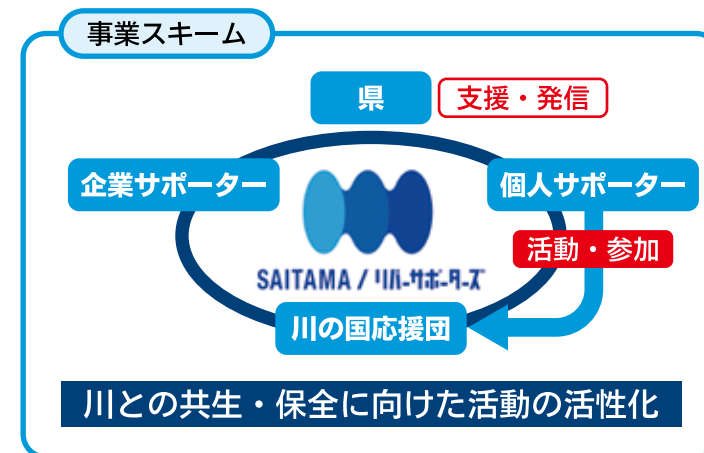 事業スキーム
県
支援・発信
企業サポーター
個人サポーター
活動・参加
SAITAMA / リバーサポーターズ
川の国応援団
川との共生・保全に向けた活動の活性化